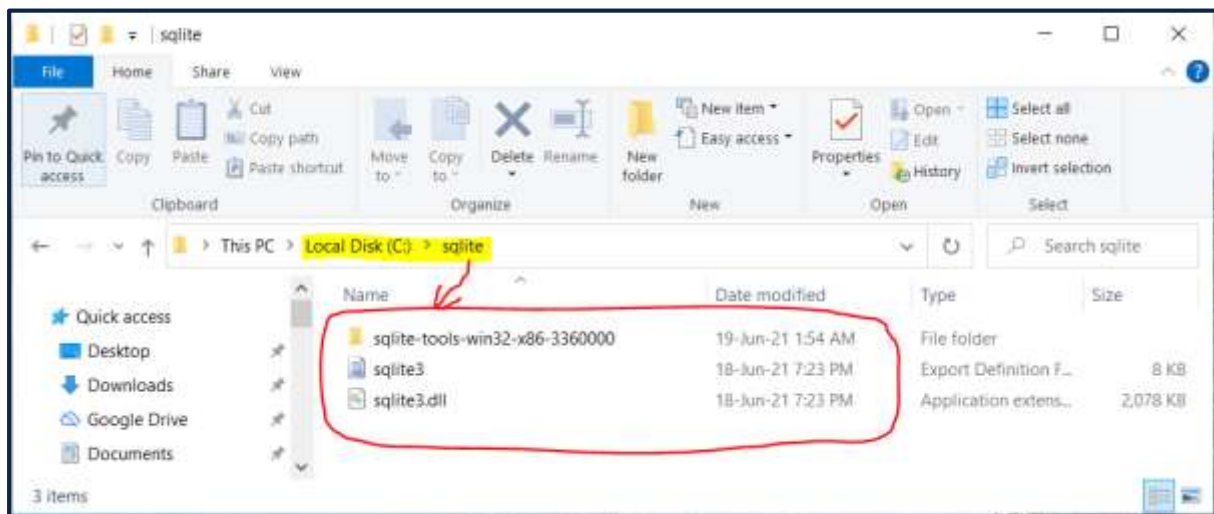 sqlite
File Home Share View
Pin to Quick access
Copy
Paste
Cut
Copy path
Paste shortcut
Clipboard
Move to
Copy to
Delete
Rename
Organize
New folder
New item
Easy access
New
Properties
Open
Edit
History
Open
Select all
Select none
Invert selection
Select
This PC > Local Disk (C:) > sqlite
Search sqlite
Quick access
Desktop
Downloads
Google Drive
Documents
Name Date modified Type Size
sqlite-tools-win32-x86-3360000 19-Jun-21 1:54 AM File folder
sqlite3 18-Jun-21 7:23 PM Export Definition F... 8 KB
sqlite3.dll 18-Jun-21 7:23 PM Application extens... 2,078 KB
3 items